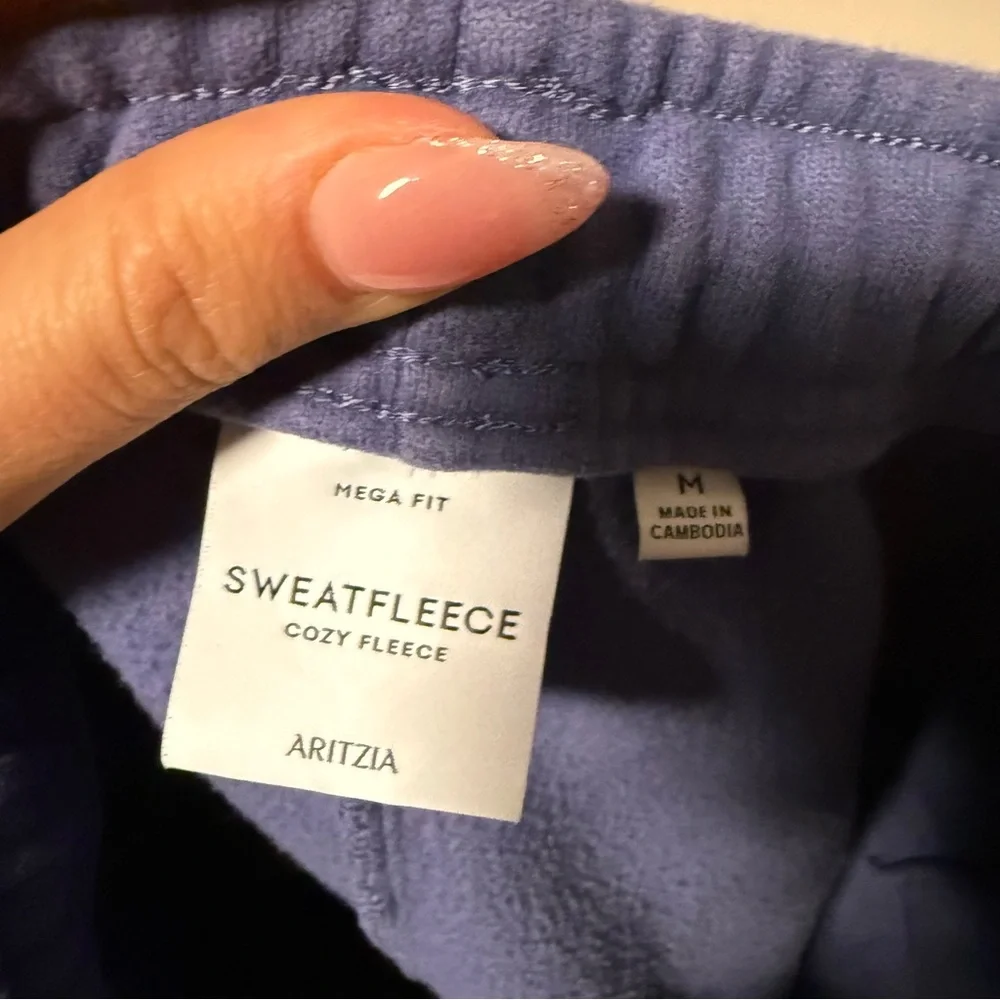 MEGA FIT
SWEATFLEECE
COZY FLEECE
ARITZIA
M
MADE IN
CAMBODIA